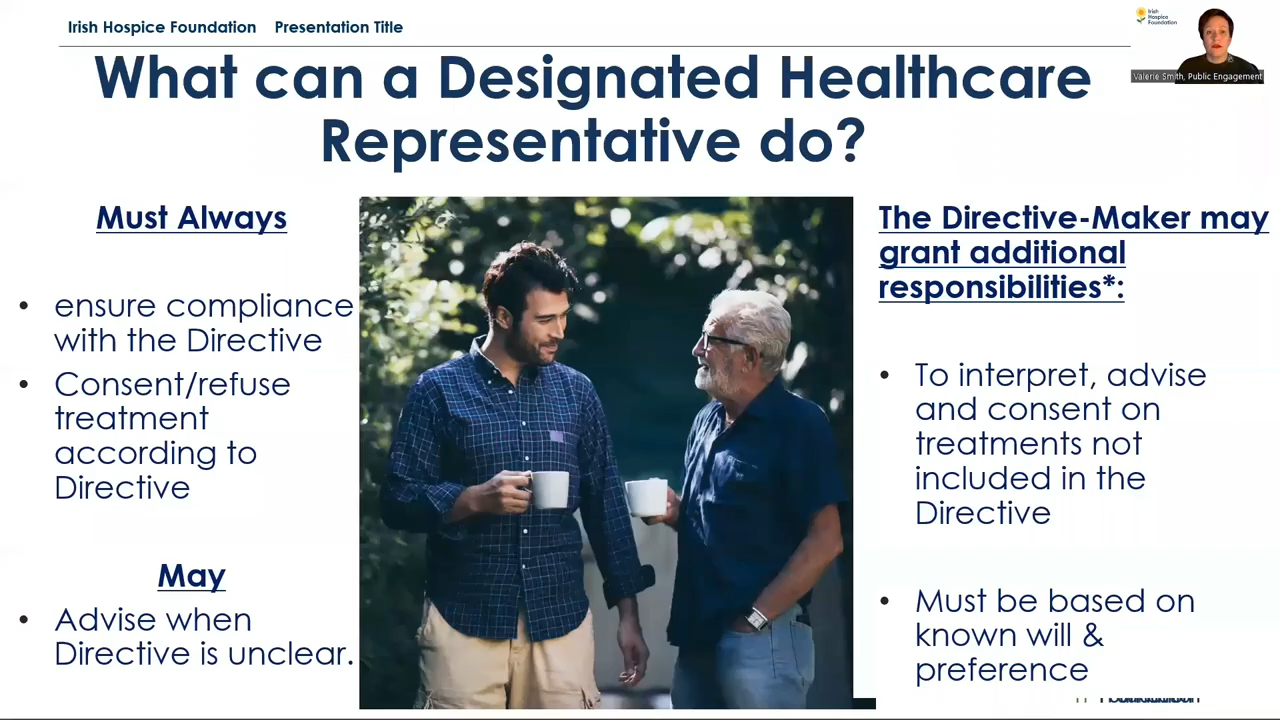 Irish Hospice Foundation Presentation Title
Irish
Hospice
Foundation
Valerie Smith, Public Engagement
What can a Designated Healthcare
Representative do?
Must Always
• ensure compliance
with the Directive
• Consent/refuse
treatment
according to
Directive
May
• Advise when
Directive is unclear.
The Directive-Maker may
grant additional
responsibilities*:
• To interpret, advise
and consent on
treatments not
included in the
Directive
• Must be based on
known will &
preference